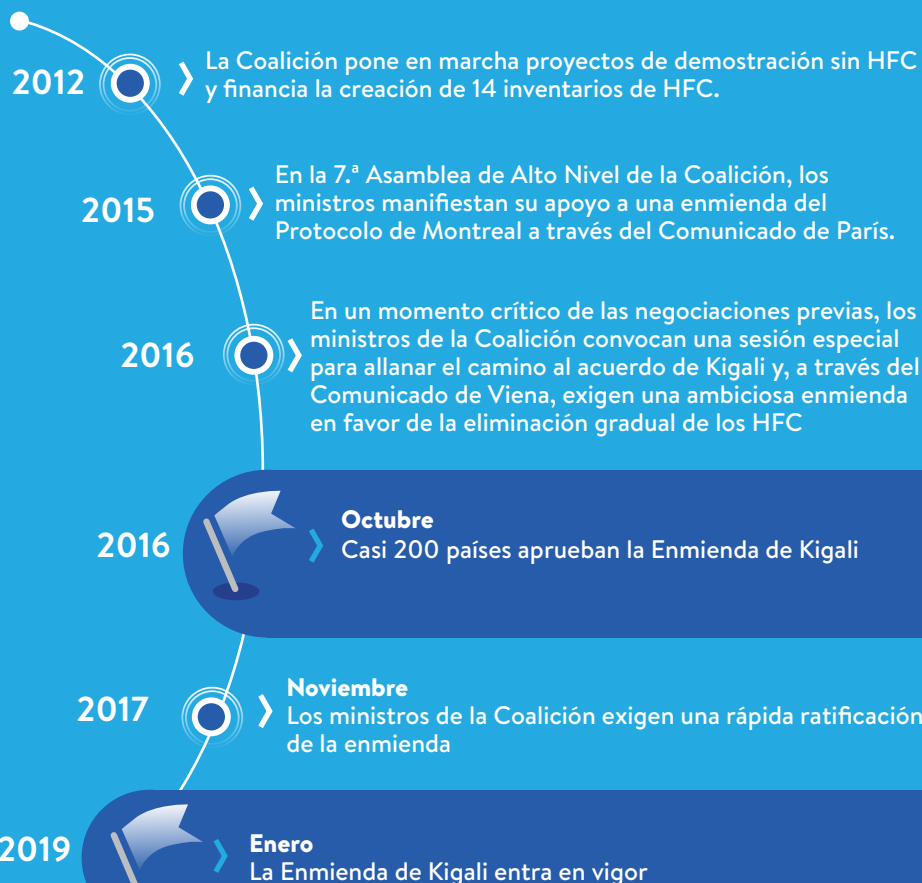 2012
La Coalición pone en marcha proyectos de demostración sin HFC
y financia la creación de 14 inventarios de HFC.
2015
En la 7.ª Asamblea de Alto Nivel de la Coalición, los
ministros manifiestan su apoyo a una enmienda del
Protocolo de Montreal a través del Comunicado de París.
2016
En un momento crítico de las negociaciones previas, los
ministros de la Coalición convocan una sesión especial
para allanar el camino al acuerdo de Kigali y, a través del
Comunicado de Viena, exigen una ambiciosa enmienda
en favor de la eliminación gradual de los HFC
2016
Octubre
Casi 200 países aprueban la Enmienda de Kigali
2017
Noviembre
Los ministros de la Coalición exigen una rápida ratificación
de la enmienda
2019
Enero
La Enmienda de Kigali entra en vigor